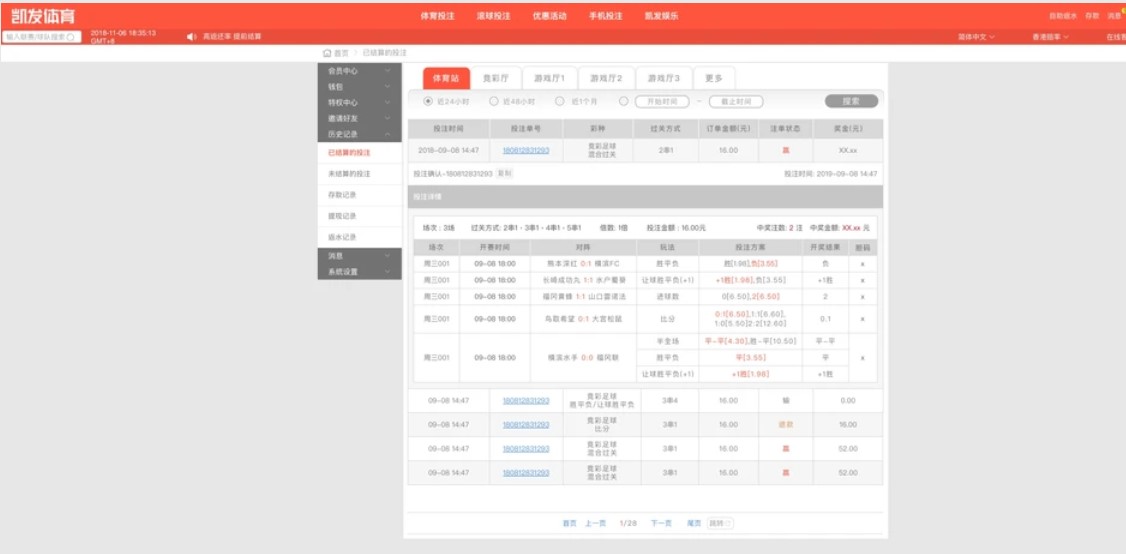 凯发体育
体育投注 滚球投注 优惠活动 手机投注 凯发娱乐
自助返水 存款 消息
输入联赛/球队搜索
2018-11-06 18:35:13
GMT+8
高返还率 提前结算
简体中文 香港赔率 在线客
首页 已结算的投注
会员中心
钱包
特权中心
邀请好友
历史记录
已结算的投注
未结算的投注
存取记录
提现记录
返水记录
消息
系统设置
体育站 竞彩厅 游戏厅1 游戏厅2 游戏厅3 更多
近24小时 近48小时 近1个月 开始时间 - 截止时间 搜索
投注时间 投注单号 彩种 过关方式 订单金额(元) 注单状态 奖金(元)
2018-09-08 14:47 180812831293 竞彩足球 2串1 16.00 赢 XX.xx
混合过关
投注确认-180812831293 复制 投注时间: 2019-09-08 14:47
投注详情
场次: 3场 过关方式: 2串1 - 3串1 - 4串1 - 5串1 倍数: 1倍 投注金额: 16.00元 中奖注数: 2 注 中奖金额: XX.xx 元
场次 开赛时间 对阵 玩法 投注方案 开奖结果 胆码
周三001 09-08 18:00 熊本深红 0:1 横滨FC 胜平负 胜[1.98],负[3.55] 负 x
周三001 09-08 18:00 长崎成功丸 1:1 水户蜀葵 让球胜平负(+1) +1胜[1.98],负[3.55] +1胜 x
周三001 09-08 18:00 福冈黄蜂 1:1 山口雷诺法 进球数 0[6.50],2[6.50] 2 x
周三001 09-08 18:00 鸟取希望 0:1 大宫松鼠 比分 0:1[6.50],1:1[6.60], 0.1 x
1:0[5.50]2:2[12.60]
半全场 平-平[4.30],胜-平[10.50] 平-平
周三001 09-08 18:00 横滨水手 0:0 福冈联 胜平负 平[3.55] 平 x
让球胜平负(+1) +1胜[1.98] +1胜
09-08 14:47 180812831293 竞彩足球 3串4 16.00 输 0.00
胜平负/让球胜平负
09-08 14:47 180812831293 竞彩足球 3串1 16.00 退款 16.00
比分
09-08 14:47 180812831293 竞彩足球 3串1 16.00 赢 52.00
混合过关
09-08 14:47 180812831293 竞彩足球 3串1 16.00 赢 52.00
混合过关
首页 上一页 1/28 下一页 尾页 跳转